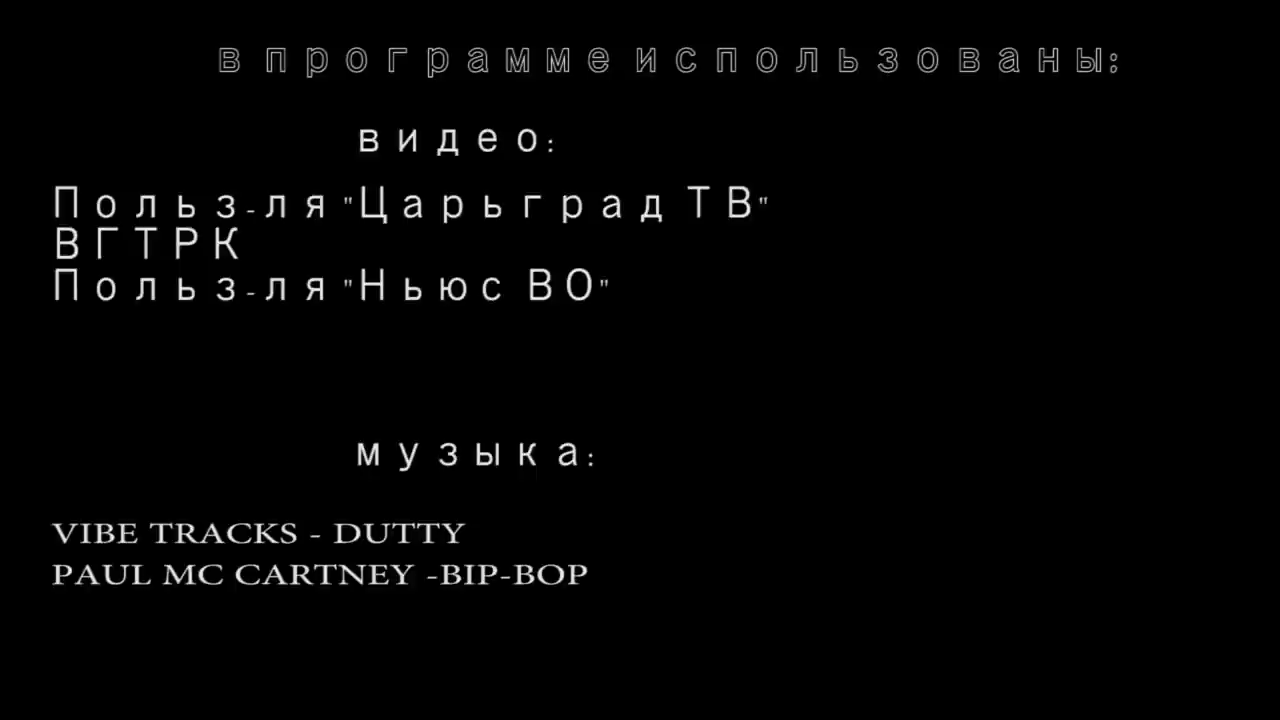 в программе использованы:
видео:
Польз-ля "Царьград ТВ"
ВГТРК
Польз-ля "Ньюс ВО"
музыка:
VIBE TRACKS - DUTTY
PAUL MC CARTNEY -BIP-BOP